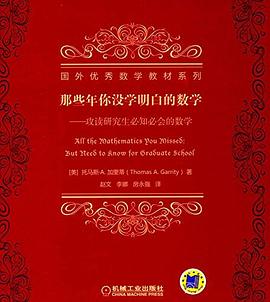 国外优秀数学教材系列
那些年你没学明白的数学
——攻读研究生必知必会的数学
All the Mathematics You Missed:
But Need to Know for Graduate School
[美] 托马斯·A. 加里蒂（Thomas A. Garrity） 著
赵文 李娜 房永强 译
机械工业出版社
CHINA MACHINE PRESS